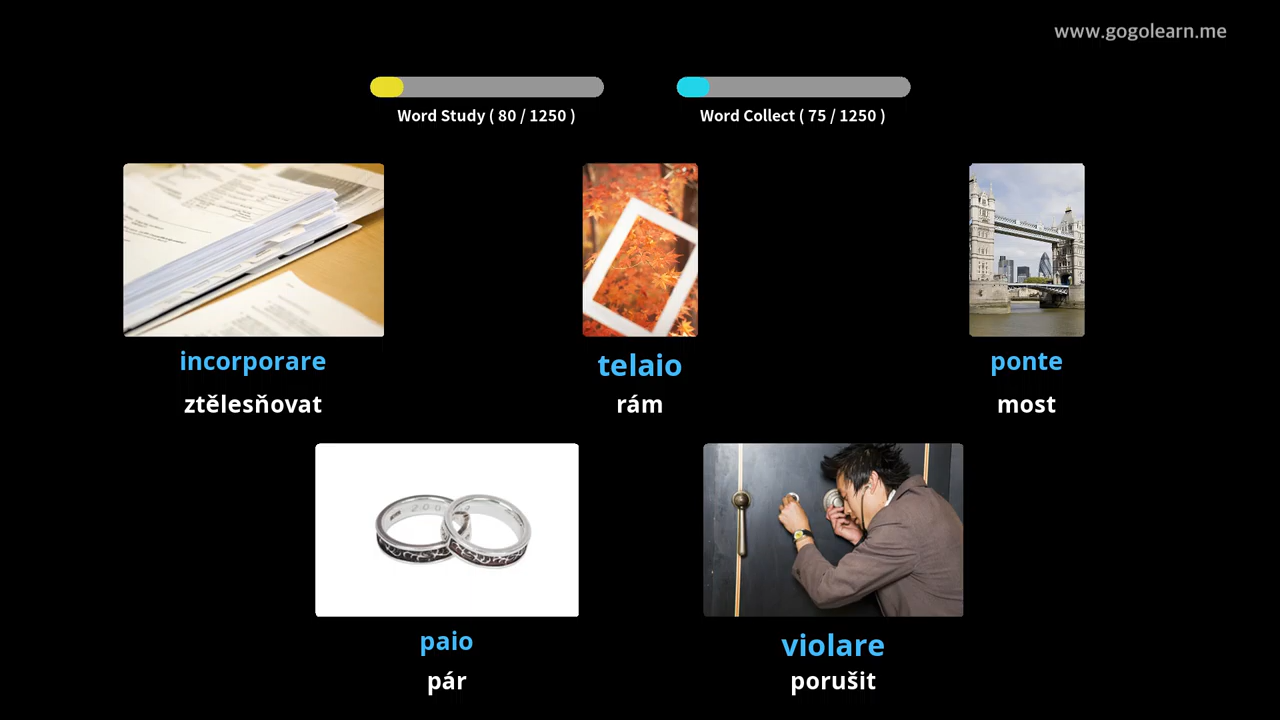 www.gogolearn.me
Word Study ( 80 / 1250 )
Word Collect ( 75 / 1250 )
incorporare
telaio
ponte
ztělesňovat
rám
most
paio
violare
pár
porušit